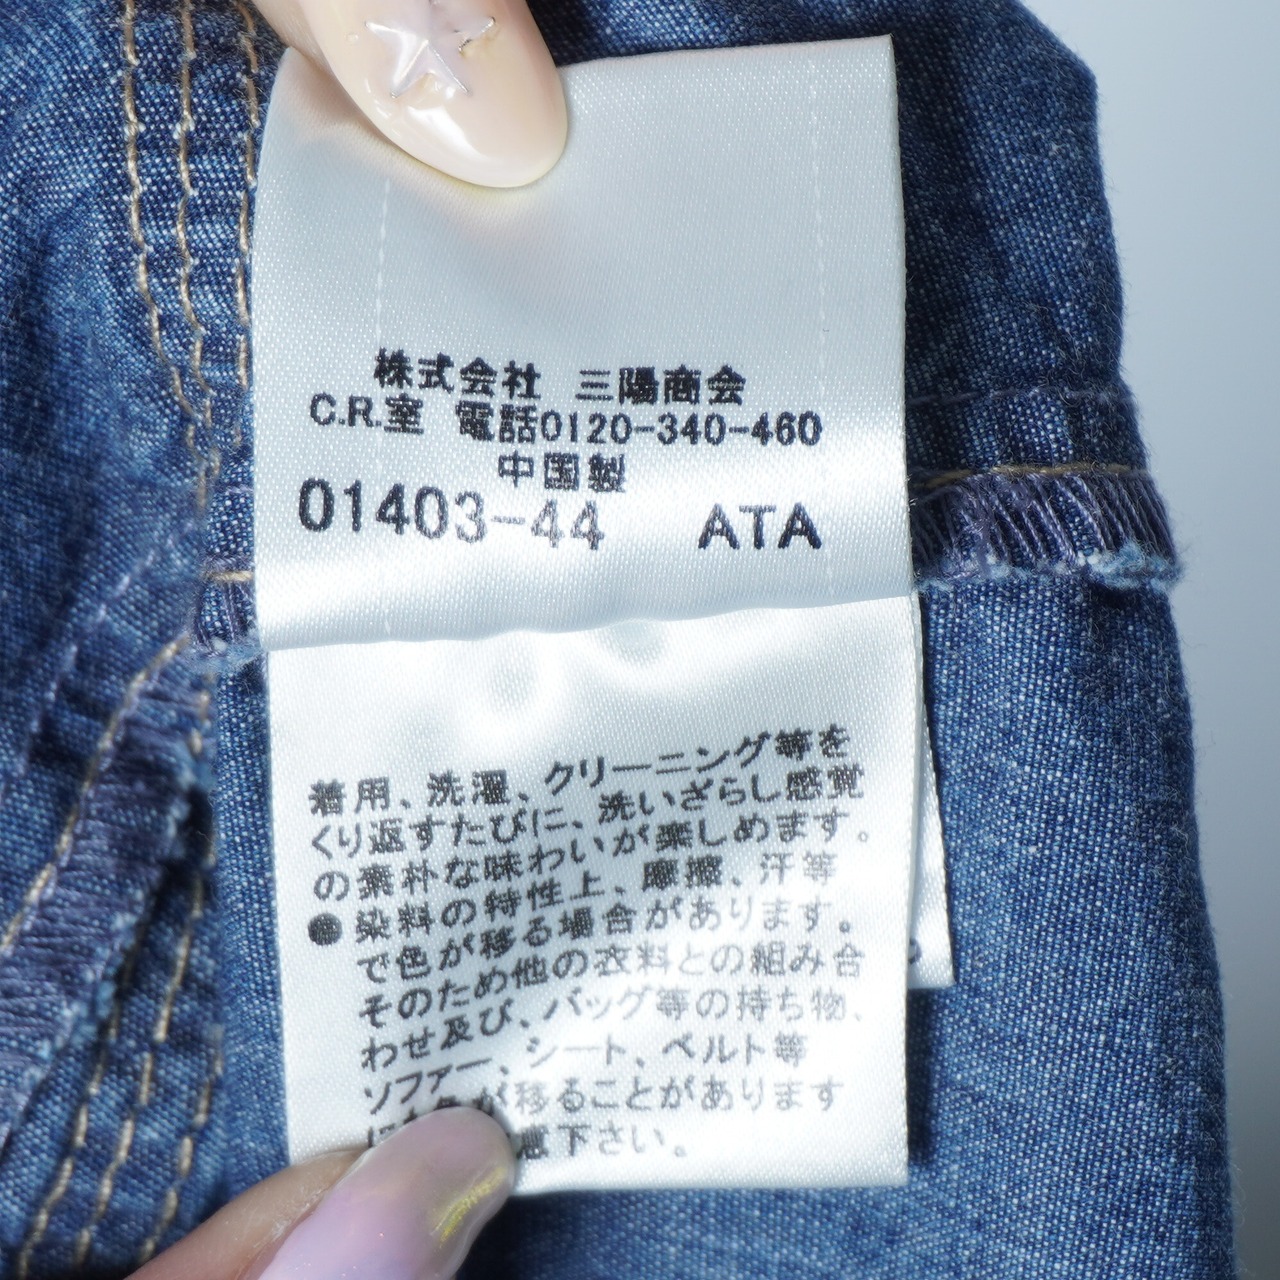 株式会社 三陽商会
C.R.室 電話0120-340-460
中国製
01403-44 ATA
着用、洗濯、クリーニング等を
くり返すたびに、洗いざらし感覚
の素朴な味わいが楽しめます。
●染料の特性上、摩擦、汗等
で色が移る場合があります。
そのため他の衣料との組み合
わせ及び、バッグ等の持ち物、
ソファー、シート、ベルト等
に が移ることがあります
下さい。